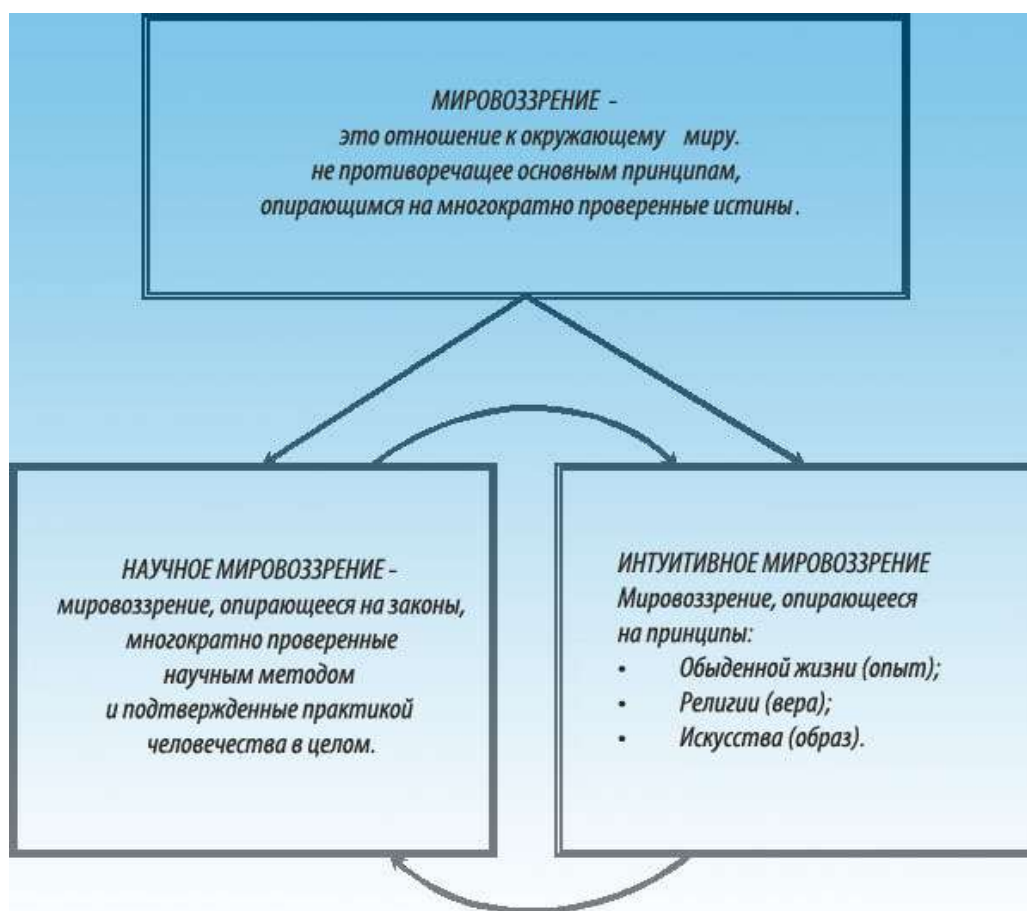 МИРОВОЗЗРЕНИЕ -
это отношение к окружающему миру.
не противоречащее основным принципам,
опирающимся на многократно проверенные истины.
НАУЧНОЕ МИРОВОЗЗРЕНИЕ -
мировоззрение, опирающееся на законы,
многократно проверенные
научным методом
и подтвержденные практикой
человечества в целом.
ИНТУИТИВНОЕ МИРОВОЗЗРЕНИЕ
Мировоззрение, опирающееся
на принципы:
• Обыденной жизни (опыт);
• Религии (вера);
• Искусства (образ).